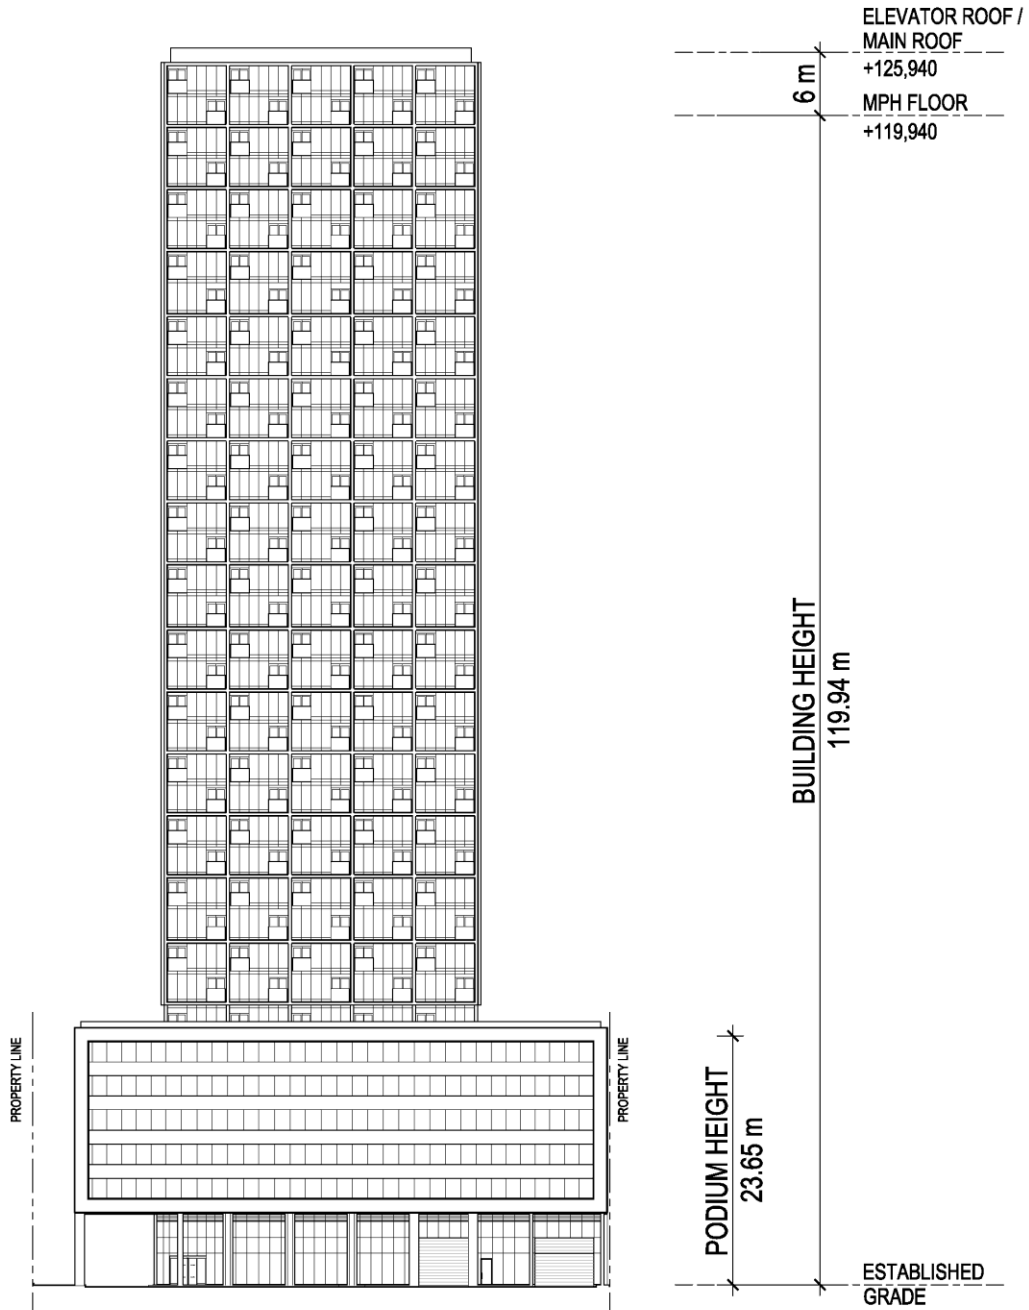 ELEVATOR ROOF /
MAIN ROOF
+125,940
6 m
MPH FLOOR
+119,940
BUILDING HEIGHT
119.94 m
PROPERTY LINE
PROPERTY LINE
PODIUM HEIGHT
23.65 m
ESTABLISHED
GRADE